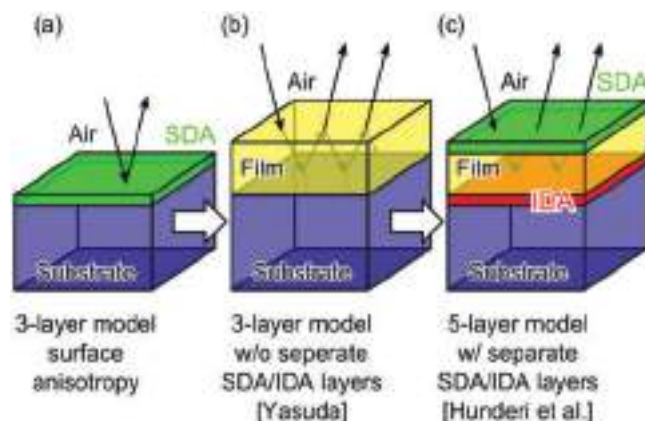 (a)
Air
SDA
Substrate
3-layer model
surface
anisotropy
(b)
Air
Film
Substrate
3-layer model
w/o seperate
SDA/IDA layers
[Yasuda]
(c)
Air
SDA
Film
IDA
Substrate
5-layer model
w/ separate
SDA/IDA layers
[Hunderi et al.]